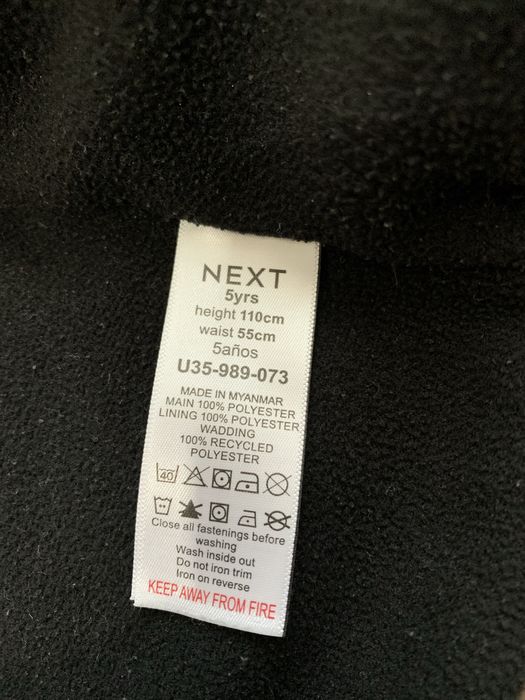 NEXT
5yrs
height 110cm
waist 55cm
5años
U35-989-073
MADE IN MYANMAR
MAIN 100% POLYESTER
LINING 100% POLYESTER
WADDING
100% RECYCLED
POLYESTER
40
Close all fastenings before
washing
Wash inside out
Do not iron trim
Iron on reverse
KEEP AWAY FROM FIRE